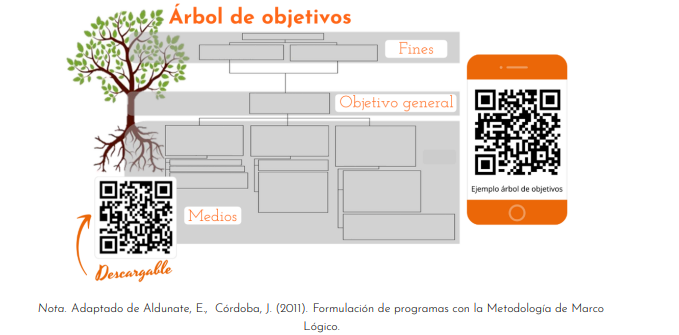 Árbol de objetivos
Fines
Objetivo general
Medios
Descargable
Ejemplo árbol de objetivos
Nota. Adaptado de Aldunate, E., Córdoba, J. (2011). Formulación de programas con la Metodología de Marco
Lógico.